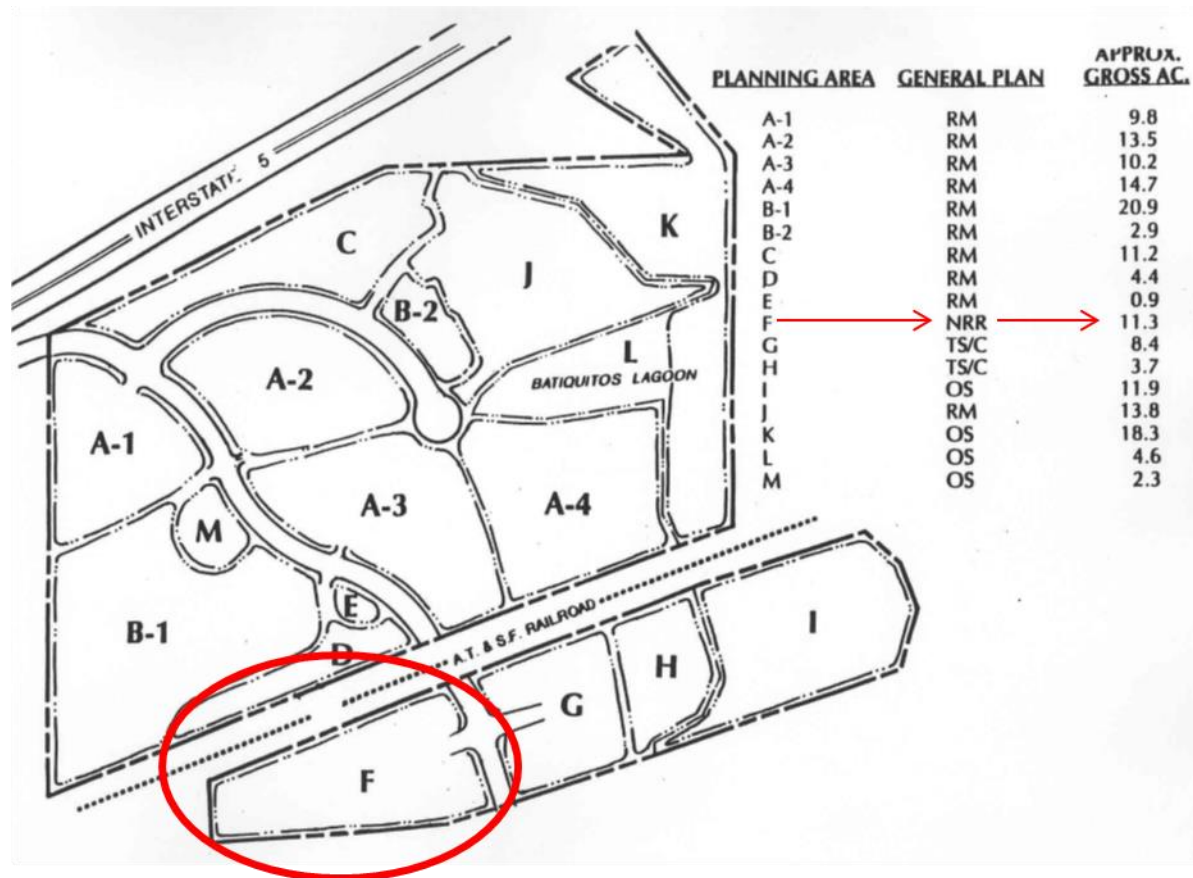 APPROX.
PLANNING AREA GENERAL PLAN GROSS AC.
A-1 RM 9.8
A-2 RM 13.5
A-3 RM 10.2
A-4 RM 14.7
B-1 RM 20.9
B-2 RM 2.9
C RM 11.2
D RM 4.4
E RM 0.9
F NRR 11.3
G TS/C 8.4
H TS/C 3.7
I OS 11.9
J RM 13.8
K OS 18.3
L OS 4.6
M OS 2.3
INTERSTATE 5
C
K
J
B-2
L
BATIQUITOS LAGOON
A-2
A-1
A-3
A-4
M
B-1
E
D
A.T. & S.F. RAILROAD
I
H
G
F